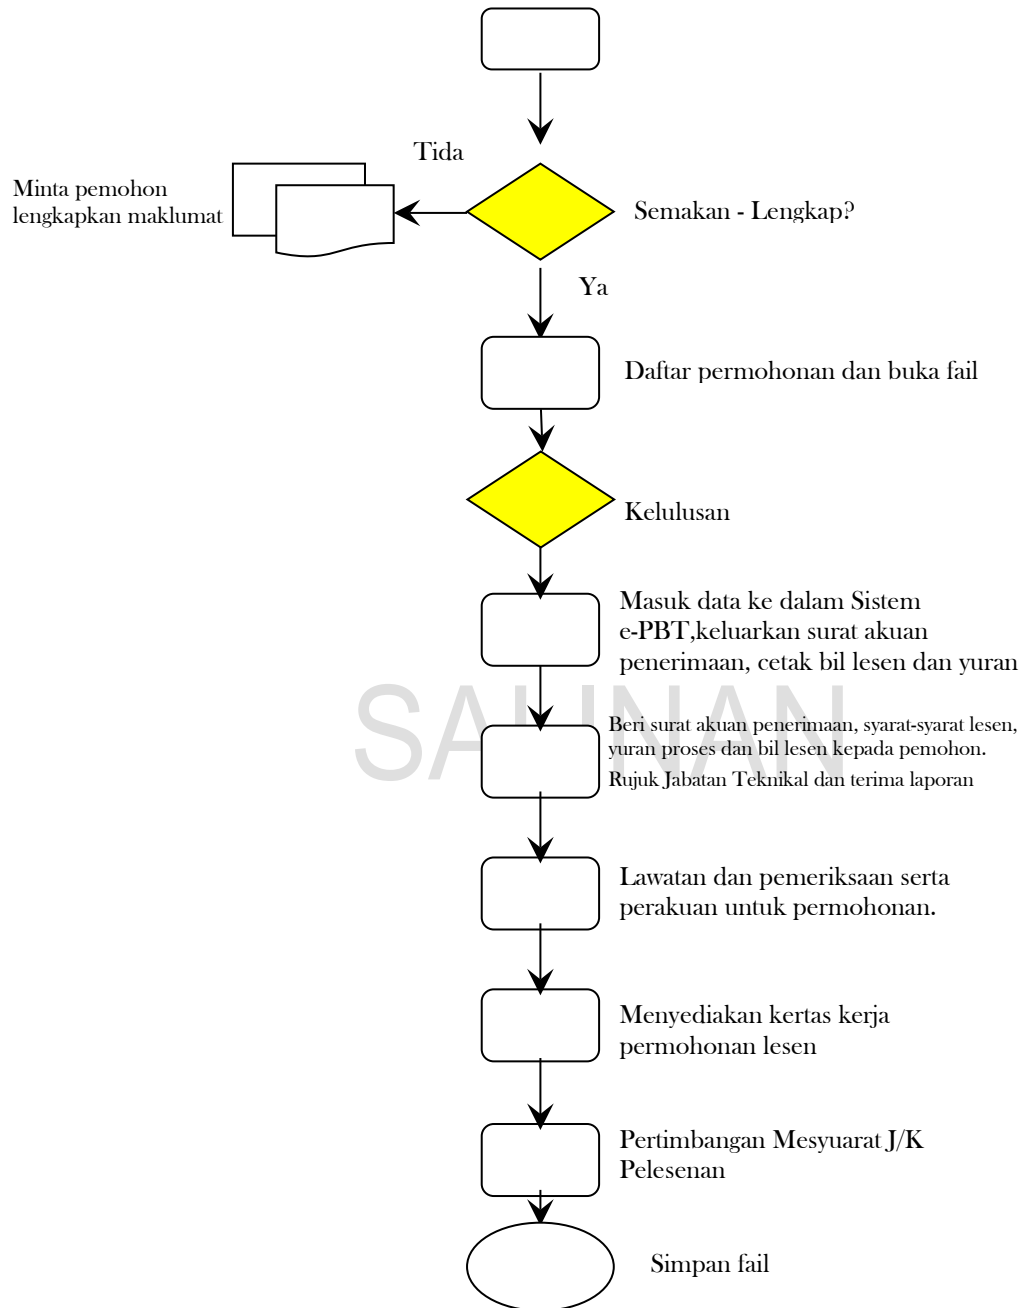 Tida
Minta pemohon
lengkapkan maklumat
Semakan - Lengkap?
Ya
Daftar permohonan dan buka fail
Kelulusan
Masuk data ke dalam Sistem
e-PBT,keluarkan surat akuan
penerimaan, cetak bil lesen dan yuran
SALINAN
Beri surat akuan penerimaan, syarat-syarat lesen,
yuran proses dan bil lesen kepada pemohon.
Rujuk Jabatan Teknikal dan terima laporan
Lawatan dan pemeriksaan serta
perakuan untuk permohonan.
Menyediakan kertas kerja
permohonan lesen
Pertimbangan Mesyuarat J/K
Pelesenan
Simpan fail